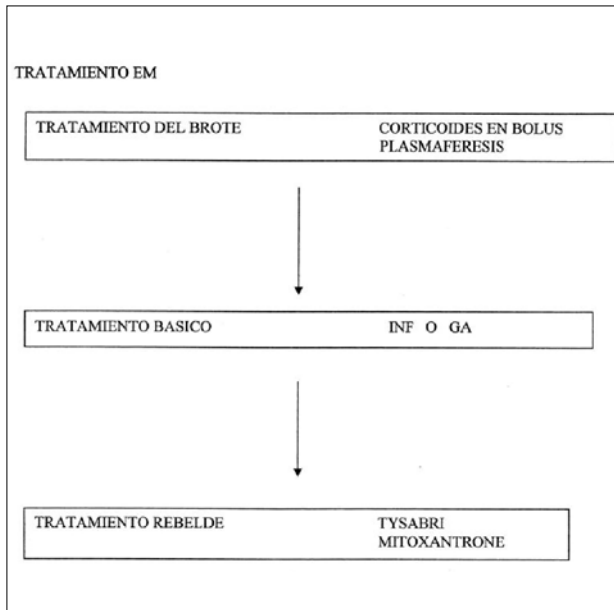 TRATAMIENTO EM
TRATAMIENTO DEL BROTE CORTICOIDES EN BOLUS
PLASMAFERESIS
TRATAMIENTO BASICO INF O GA
TRATAMIENTO REBELDE TYSABRI
MITOXANTRONE